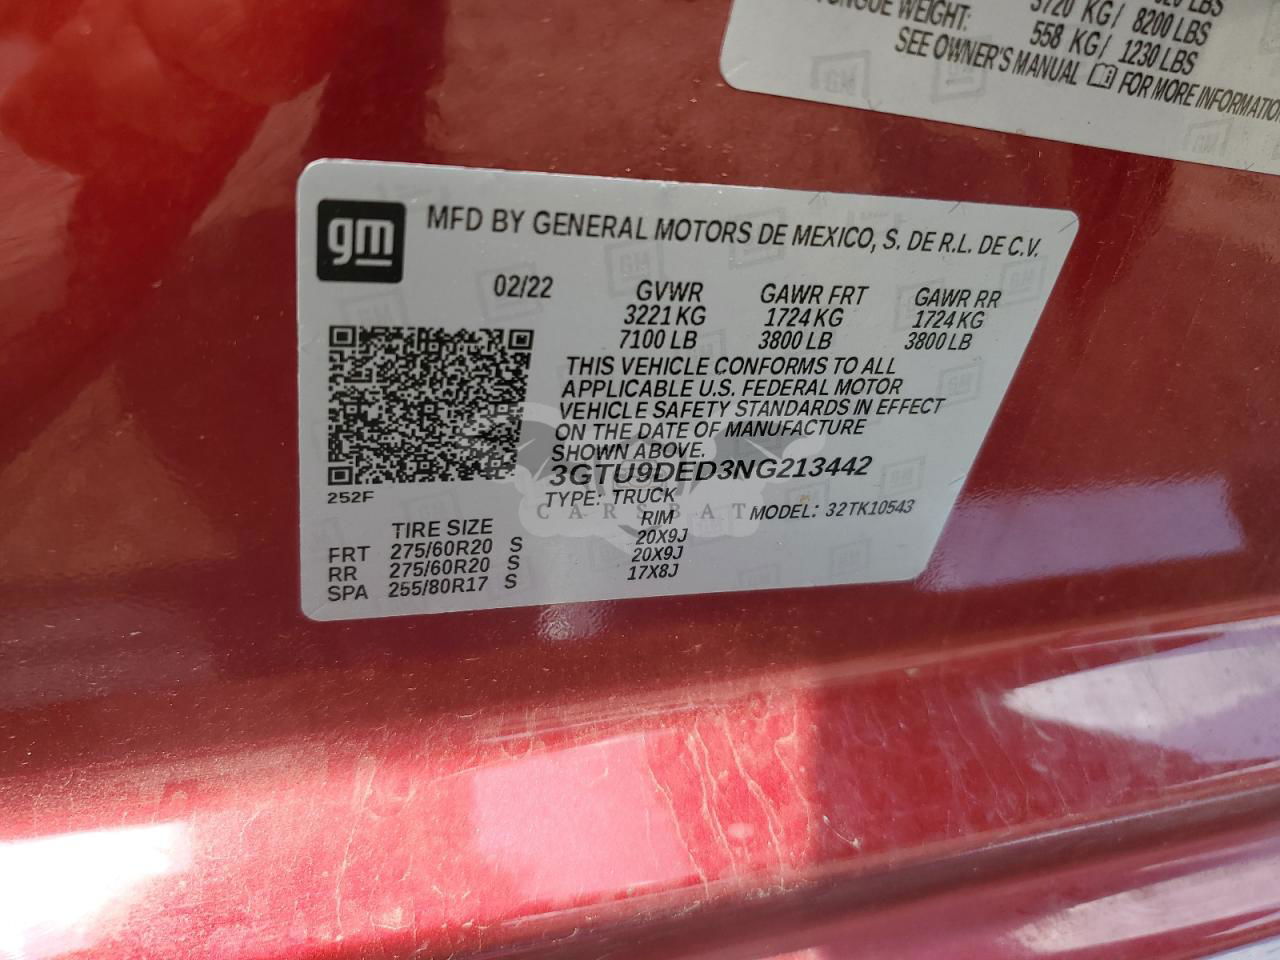 LBS
3720 KG/ 8200 LBS
TONGUE WEIGHT: 558 KG/ 1230 LBS
SEE OWNER'S MANUAL FOR MORE INFORMATION
gm
MFD BY GENERAL MOTORS DE MEXICO, S. DE R.L. DE C.V.
02/22 GVWR GAWR FRT GAWR RR
3221 KG 1724 KG 1724 KG
7100 LB 3800 LB 3800 LB
THIS VEHICLE CONFORMS TO ALL
APPLICABLE U.S. FEDERAL MOTOR
VEHICLE SAFETY STANDARDS IN EFFECT
ON THE DATE OF MANUFACTURE
SHOWN ABOVE.
3GTU9DED3NG213442
252F TYPE: TRUCK MODEL: 32TK10543
CARSBAT
TIRE SIZE RIM
FRT 275/60R20 S 20X9J
RR 275/60R20 S 20X9J
SPA 255/80R17 S 17X8J